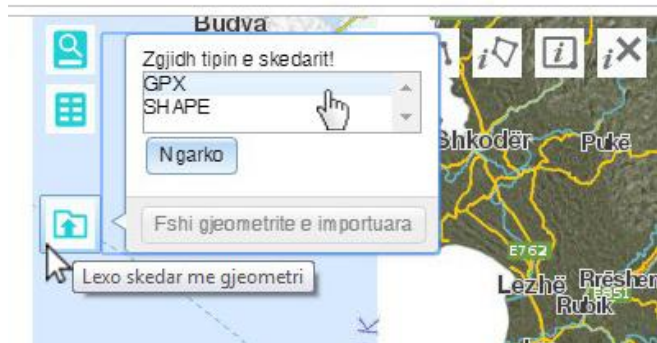 Budva
Zgjidh tipin e skedarit!
GPX
SHAPE
Ngarko
Fshi gjeometrite e importuara
Lexo skedar me gjeometri
Shkodër
Pukë
E762
Lezhë
Rrëshen
Rubik